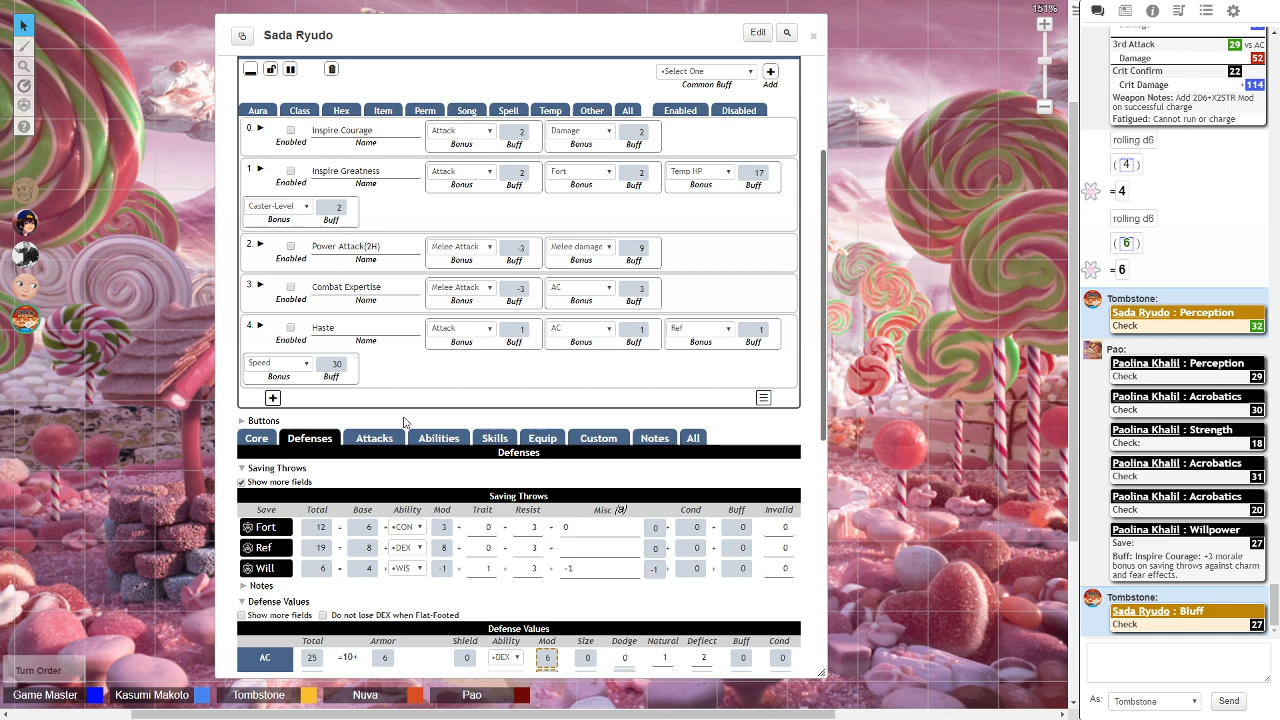 151%
Sada Ryudo
Edit
•Select One
Common Buff
Add
Aura Class Hex Item Perm Song Spell Temp Other All Enabled Disabled
0. Inspire Courage Attack 2 Damage 2
Enabled Name Bonus Buff Bonus Buff
1. Inspire Greatness Attack 2 Fort 2 Temp HP 17
Enabled Name Bonus Buff Bonus Buff Bonus Buff
Caster-Level 2
Bonus Buff
2. Power Attack(2H) Melee Attack -3 Melee damage 9
Enabled Name Bonus Buff Bonus Buff
3. Combat Expertise Melee Attack -3 AC 3
Enabled Name Bonus Buff Bonus Buff
4. Haste Attack 1 AC 1 Ref 1
Enabled Name Bonus Buff Bonus Buff Bonus Buff
Speed 30
Bonus Buff
Buttons
Core Defenses Attacks Abilities Skills Equip Custom Notes All
Defenses
Saving Throws
Show more fields
Saving Throws
Save Total Base Ability Mod Trait Resist Misc (@) Cond Buff Invalid
Fort 12 = 6 +•CON 3 + 0 + 3 + 0 0 + 0 + 0 0
Ref 19 = 8 +•DEX 8 + 0 + 3 + 0 + 0 + 0 0
Will 6 = 4 +•WIS -1 + 1 + 3 + -1 -1 + 0 + 0 0
Notes
Defense Values
Show more fields Do not lose DEX when Flat-Footed
Defense Values
Total Armor Shield Ability Mod Size Dodge Natural Deflect Buff Cond
AC 25 =10+ 6 0 •DEX 6 0 0 1 2 0 0
Turn Order
Game Master Kasumi Makoto Tombstone Nuva Pao
3rd Attack 29 vs AC
Damage 52
Crit Confirm 22
Crit Damage + 114
Weapon Notes: Add 2D6+X2STR Mod
on successful charge
Fatigued: Cannot run or charge
rolling d6
( 4 )
=4
rolling d6
( 6 )
=6
Tombstone:
Sada Ryudo : Perception
Check 32
Pao:
Paolina Khalil : Perception
Check 29
Paolina Khalil : Acrobatics
Check 30
Paolina Khalil : Strength
Check: 18
Paolina Khalil : Acrobatics
Check 31
Paolina Khalil : Acrobatics
Check 20
Paolina Khalil : Willpower
Save: 27
Buff: Inspire Courage: +3 morale
bonus on saving throws against charm
and fear effects.
Tombstone:
Sada Ryudo : Bluff
Check 27
As: Tombstone Send